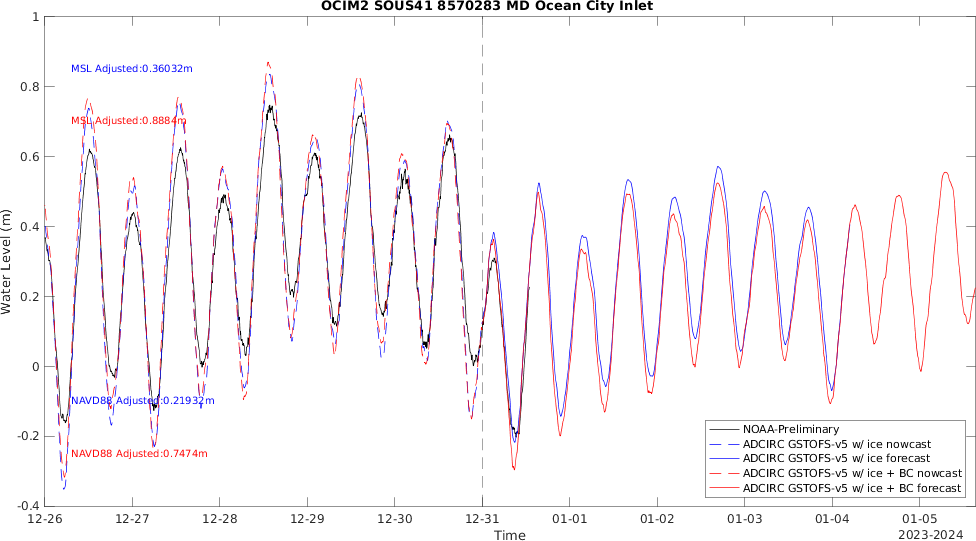 OCIM2 SOUS41 8570283 MD Ocean City Inlet
1
0.8
0.6
0.4
0.2
0
-0.2
-0.4
Water Level (m)
MSL Adjusted:0.36032m
MSL Adjusted:0.8884m
NAVD88 Adjusted:0.21932m
NAVD88 Adjusted:0.7474m
NOAA-Preliminary
ADCIRC GSTOFS-v5 w/ ice nowcast
ADCIRC GSTOFS-v5 w/ ice forecast
ADCIRC GSTOFS-v5 w/ ice + BC nowcast
ADCIRC GSTOFS-v5 w/ ice + BC forecast
12-26 12-27 12-28 12-29 12-30 12-31 01-01 01-02 01-03 01-04 01-05
Time
2023-2024